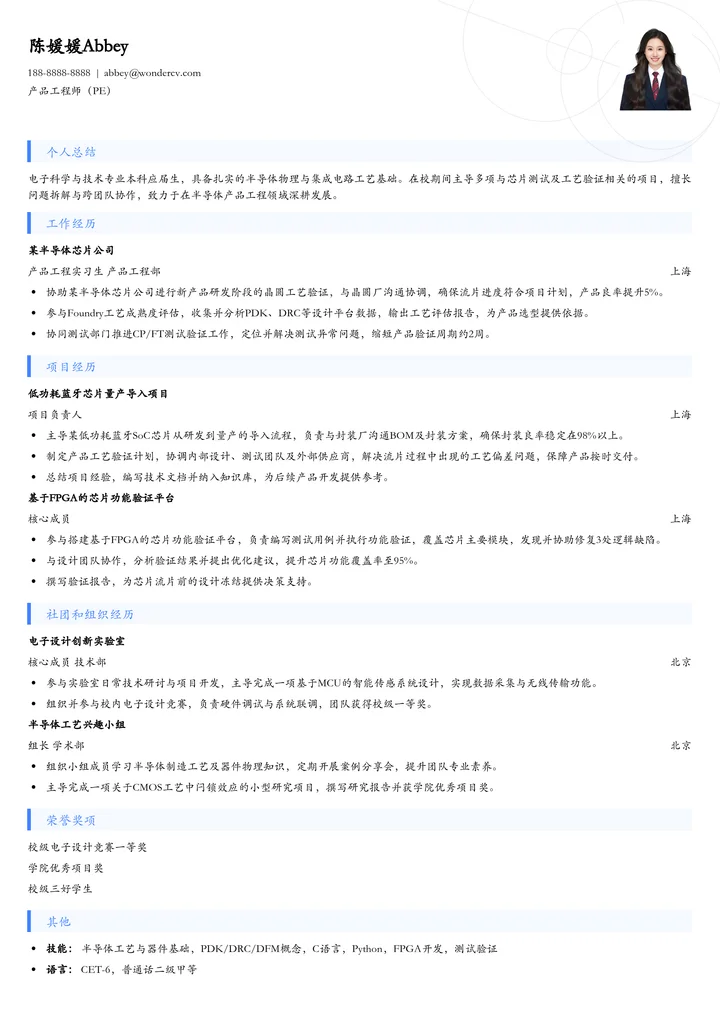 陈媛媛Abbey
188-8888-8888 | abbey@wondercv.com
产品工程师（PE）
个人总结
电子科学与技术专业本科应届生，具备扎实的半导体物理与集成电路工艺基础。在校期间主导多项与芯片测试及工艺验证相关的项目，擅长
问题拆解与跨团队协作，致力于在半导体产品工程领域深耕发展。
工作经历
某半导体芯片公司
产品工程实习生 产品工程部 上海
• 协助某半导体芯片公司进行新产品研发阶段的晶圆工艺验证，与晶圆厂沟通协调，确保流片进度符合项目计划，产品良率提升5%。
• 参与Foundry工艺成熟度评估，收集并分析PDK、DRC等设计平台数据，输出工艺评估报告，为产品选型提供依据。
• 协同测试部门推进CP/FT测试验证工作，定位并解决测试异常问题，缩短产品验证周期约2周。
项目经历
低功耗蓝牙芯片量产导入项目
项目负责人 上海
• 主导某低功耗蓝牙SoC芯片从研发到量产的导入流程，负责与封装厂沟通BOM及封装方案，确保封装良率稳定在98%以上。
• 制定产品工艺验证计划，协调内部设计、测试团队及外部供应商，解决流片过程中出现的工艺偏差问题，保障产品按时交付。
• 总结项目经验，编写技术文档并纳入知识库，为后续产品开发提供参考。
基于FPGA的芯片功能验证平台
核心成员 上海
• 参与搭建基于FPGA的芯片功能验证平台，负责编写测试用例并执行功能验证，覆盖芯片主要模块，发现并协助修复3处逻辑缺陷。
• 与设计团队协作，分析验证结果并提出优化建议，提升芯片功能覆盖率至95%。
• 撰写验证报告，为芯片流片前的设计冻结提供决策支持。
社团和组织经历
电子设计创新实验室
核心成员 技术部 北京
• 参与实验室日常技术研讨与项目开发，主导完成一项基于MCU的智能传感系统设计，实现数据采集与无线传输功能。
• 组织并参与校内电子设计竞赛，负责硬件调试与系统联调，团队获得校级一等奖。
半导体工艺兴趣小组
组长 学术部 北京
• 组织小组成员学习半导体制造工艺及器件物理知识，定期开展案例分享会，提升团队专业素养。
• 主导完成一项关于CMOS工艺中闩锁效应的小型研究项目，撰写研究报告并获学院优秀项目奖。
荣誉奖项
校级电子设计竞赛一等奖
学院优秀项目奖
校级三好学生
其他
• 技能： 半导体工艺与器件基础，PDK/DRC/DFM概念，C语言，Python，FPGA开发，测试验证
• 语言： CET-6，普通话二级甲等